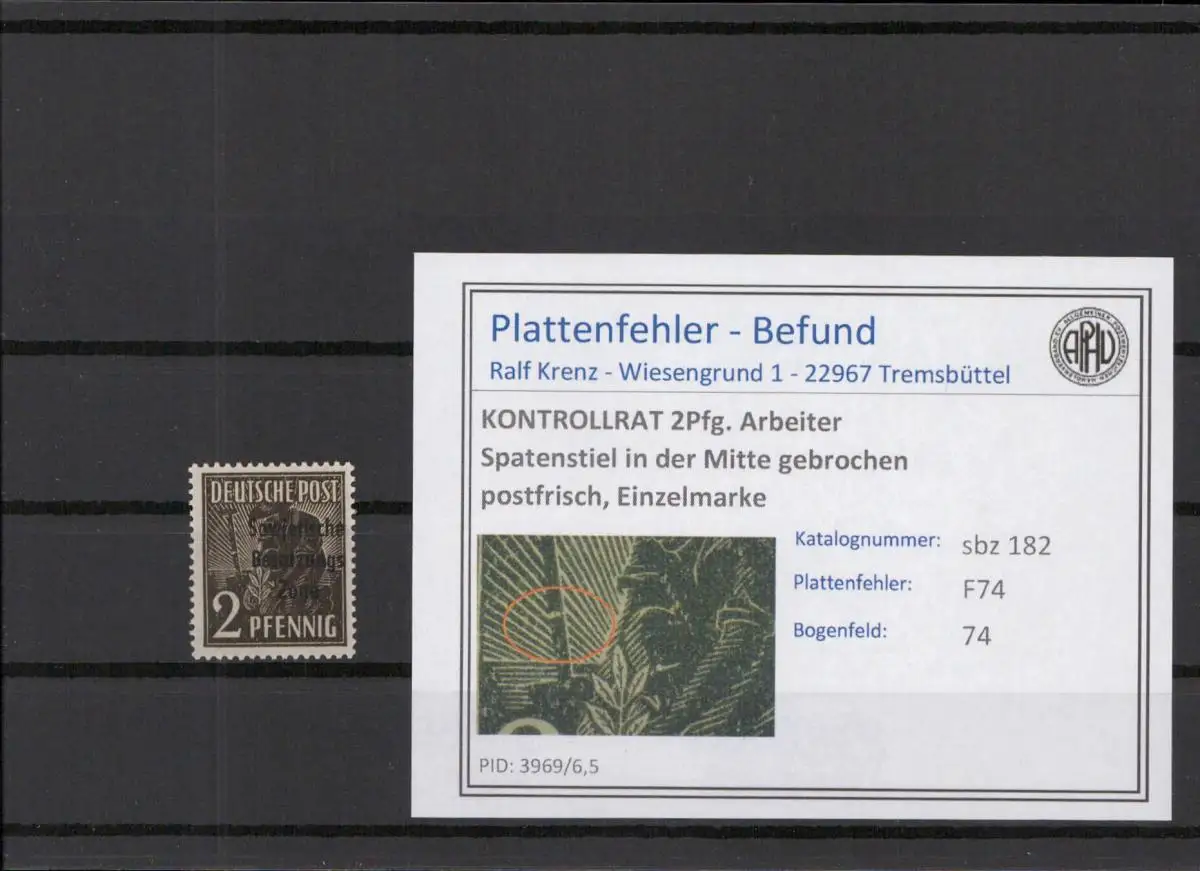 DEUTSCHE POST
Sowjetische
Besatzungs
Zone
2 PFENNIG
Plattenfehler - Befund
Ralf Krenz - Wiesengrund 1 - 22967 Tremsbüttel
APHV
KONTROLLRAT 2Pfg. Arbeiter
Spatenstiel in der Mitte gebrochen
postfrisch, Einzelmarke
Katalognummer: sbz 182
Plattenfehler: F74
Bogenfeld: 74
PID: 3969/6,5